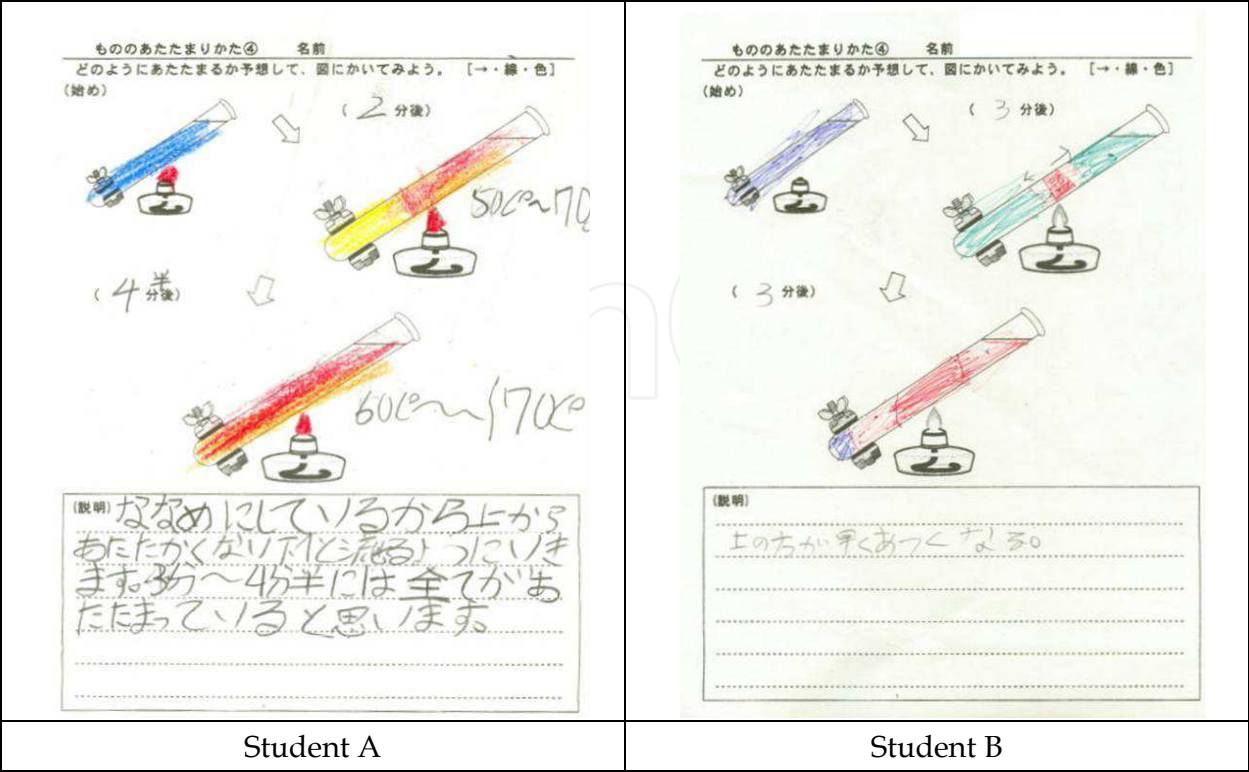 もののあたたまりかた④ 名前
どのようにあたたまるか予想して、図にかいてみよう。 [→・線・色]
(始め)
(2分後)
50℃〜170
(4半分後)
60℃〜170℃
(説明) ななめにしているから上から
あたたかくなり下へと流せるようにいき
ます。3分〜4分半には全てがあ
たたまっていると思います。
Student A
もののあたたまりかた④ 名前
どのようにあたたまるか予想して、図にかいてみよう。 [→・線・色]
(始め)
(3分後)
(3分後)
(説明)
上の方が早くあつくなる。
Student B